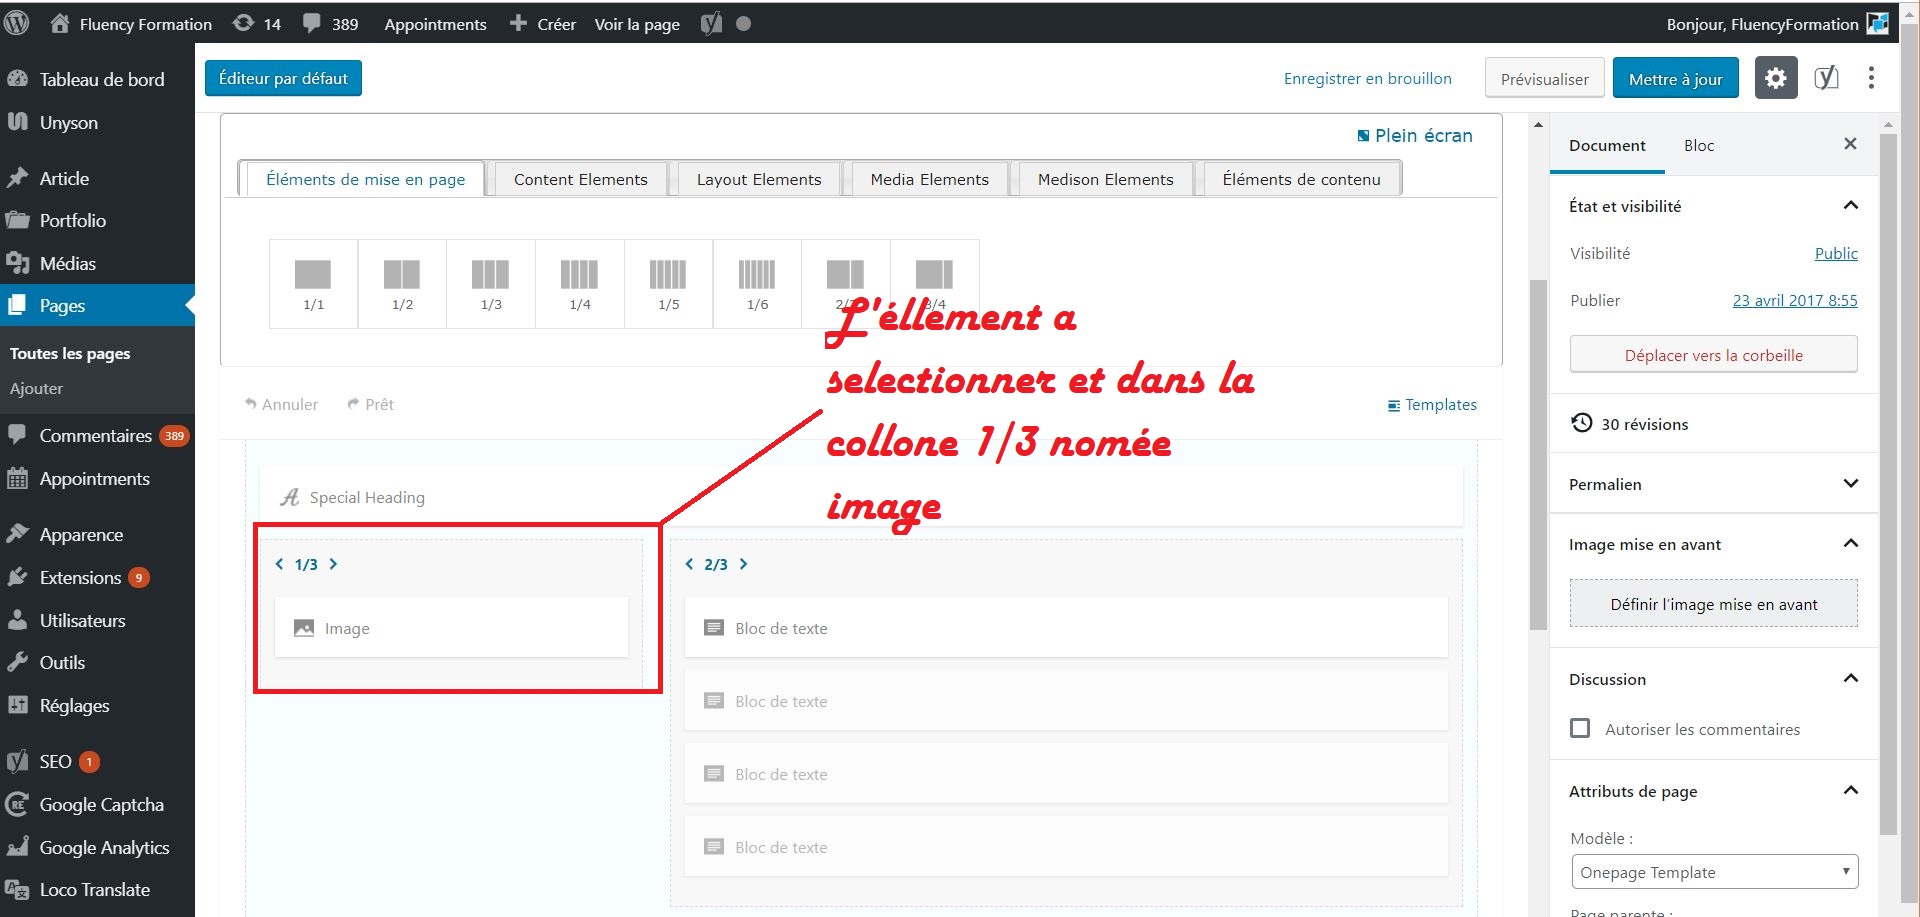 Fluency Formation 14 389 Appointments Créer Voir la page
Bonjour, FluencyFormation
Tableau de bord
Unyson
Article
Portfolio
Médias
Pages
Toutes les pages
Ajouter
Commentaires 389
Appointments
Apparence
Extensions 9
Utilisateurs
Outils
Réglages
SEO 1
Google Captcha
Google Analytics
Loco Translate
Éditeur par défaut
Enregistrer en brouillon
Prévisualiser
Mettre à jour
Plein écran
Éléments de mise en page
Content Elements
Layout Elements
Media Elements
Medison Elements
Éléments de contenu
1/1
1/2
1/3
1/4
1/5
1/6
L'éllement a
selectionner et dans la
collone 1/3 nomée
image
Annuler
Prêt
Templates
Special Heading
1/3
Image
2/3
Bloc de texte
Bloc de texte
Bloc de texte
Bloc de texte
Document
Bloc
État et visibilité
Visibilité
Public
Publier
23 avril 2017 8:55
Déplacer vers la corbeille
30 révisions
Permalien
Image mise en avant
Définir l'image mise en avant
Discussion
Autoriser les commentaires
Attributs de page
Modèle :
Onepage Template
Page parente :